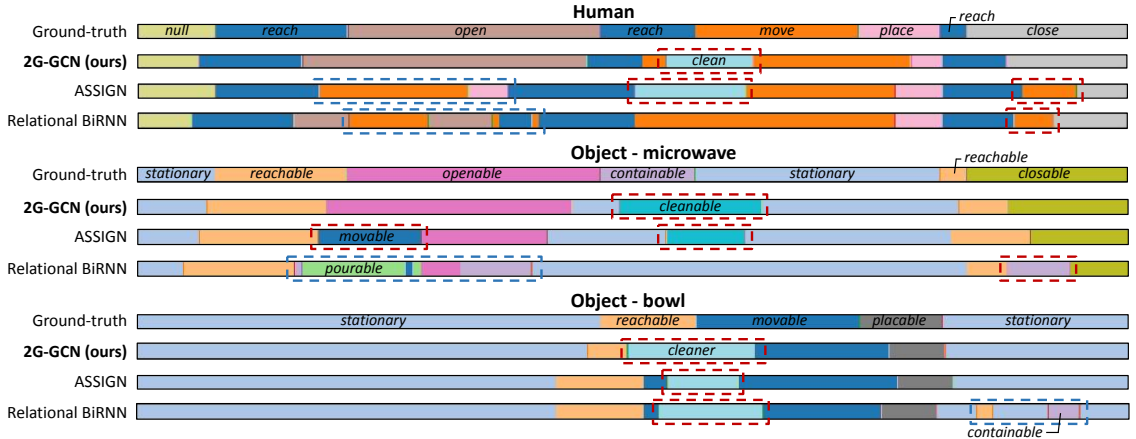 Human
reach
Ground-truth null reach open reach move place close
2G-GCN (ours) clean
ASSIGN
Relational BiRNN
Object - microwave
reachable
Ground-truth stationary reachable openable containable stationary closable
2G-GCN (ours) cleanable
ASSIGN movable
Relational BiRNN pourable
Object - bowl
Ground-truth stationary reachable movable placable stationary
2G-GCN (ours) cleaner
ASSIGN
Relational BiRNN
containable